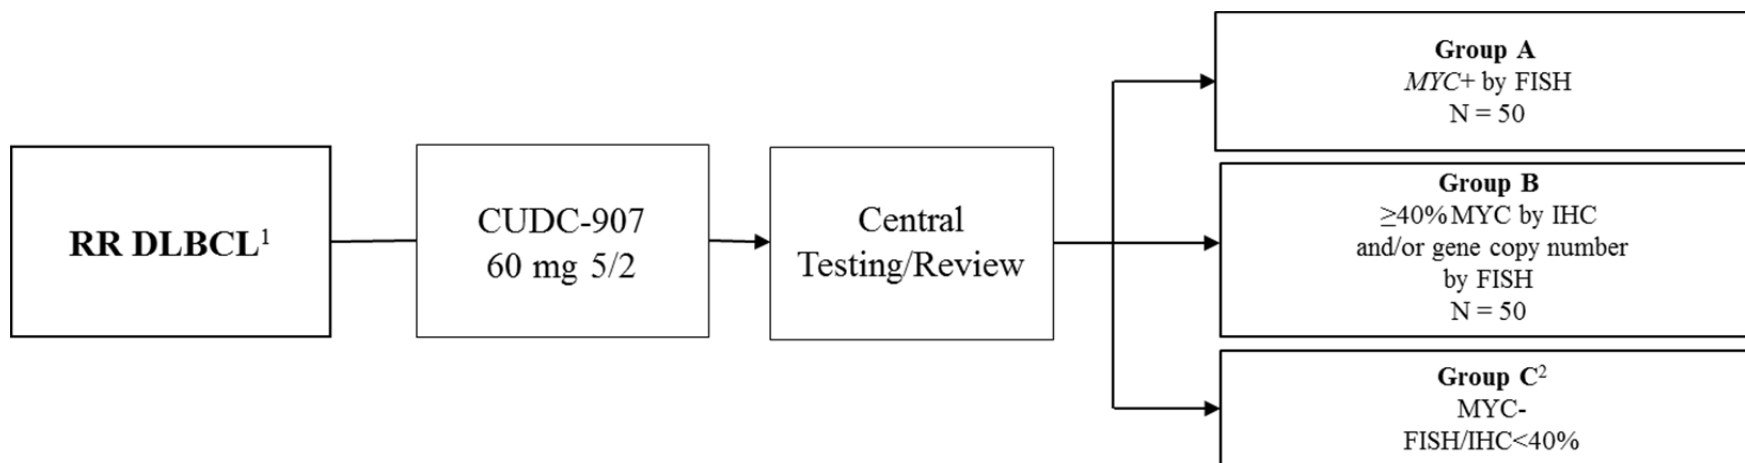 RR DLBCL¹
CUDC-907
60 mg 5/2
Central
Testing/Review
Group A
MYC+ by FISH
N = 50
Group B
≥40% MYC by IHC
and/or gene copy number
by FISH
N = 50
Group C²
MYC-
FISH/IHC<40%